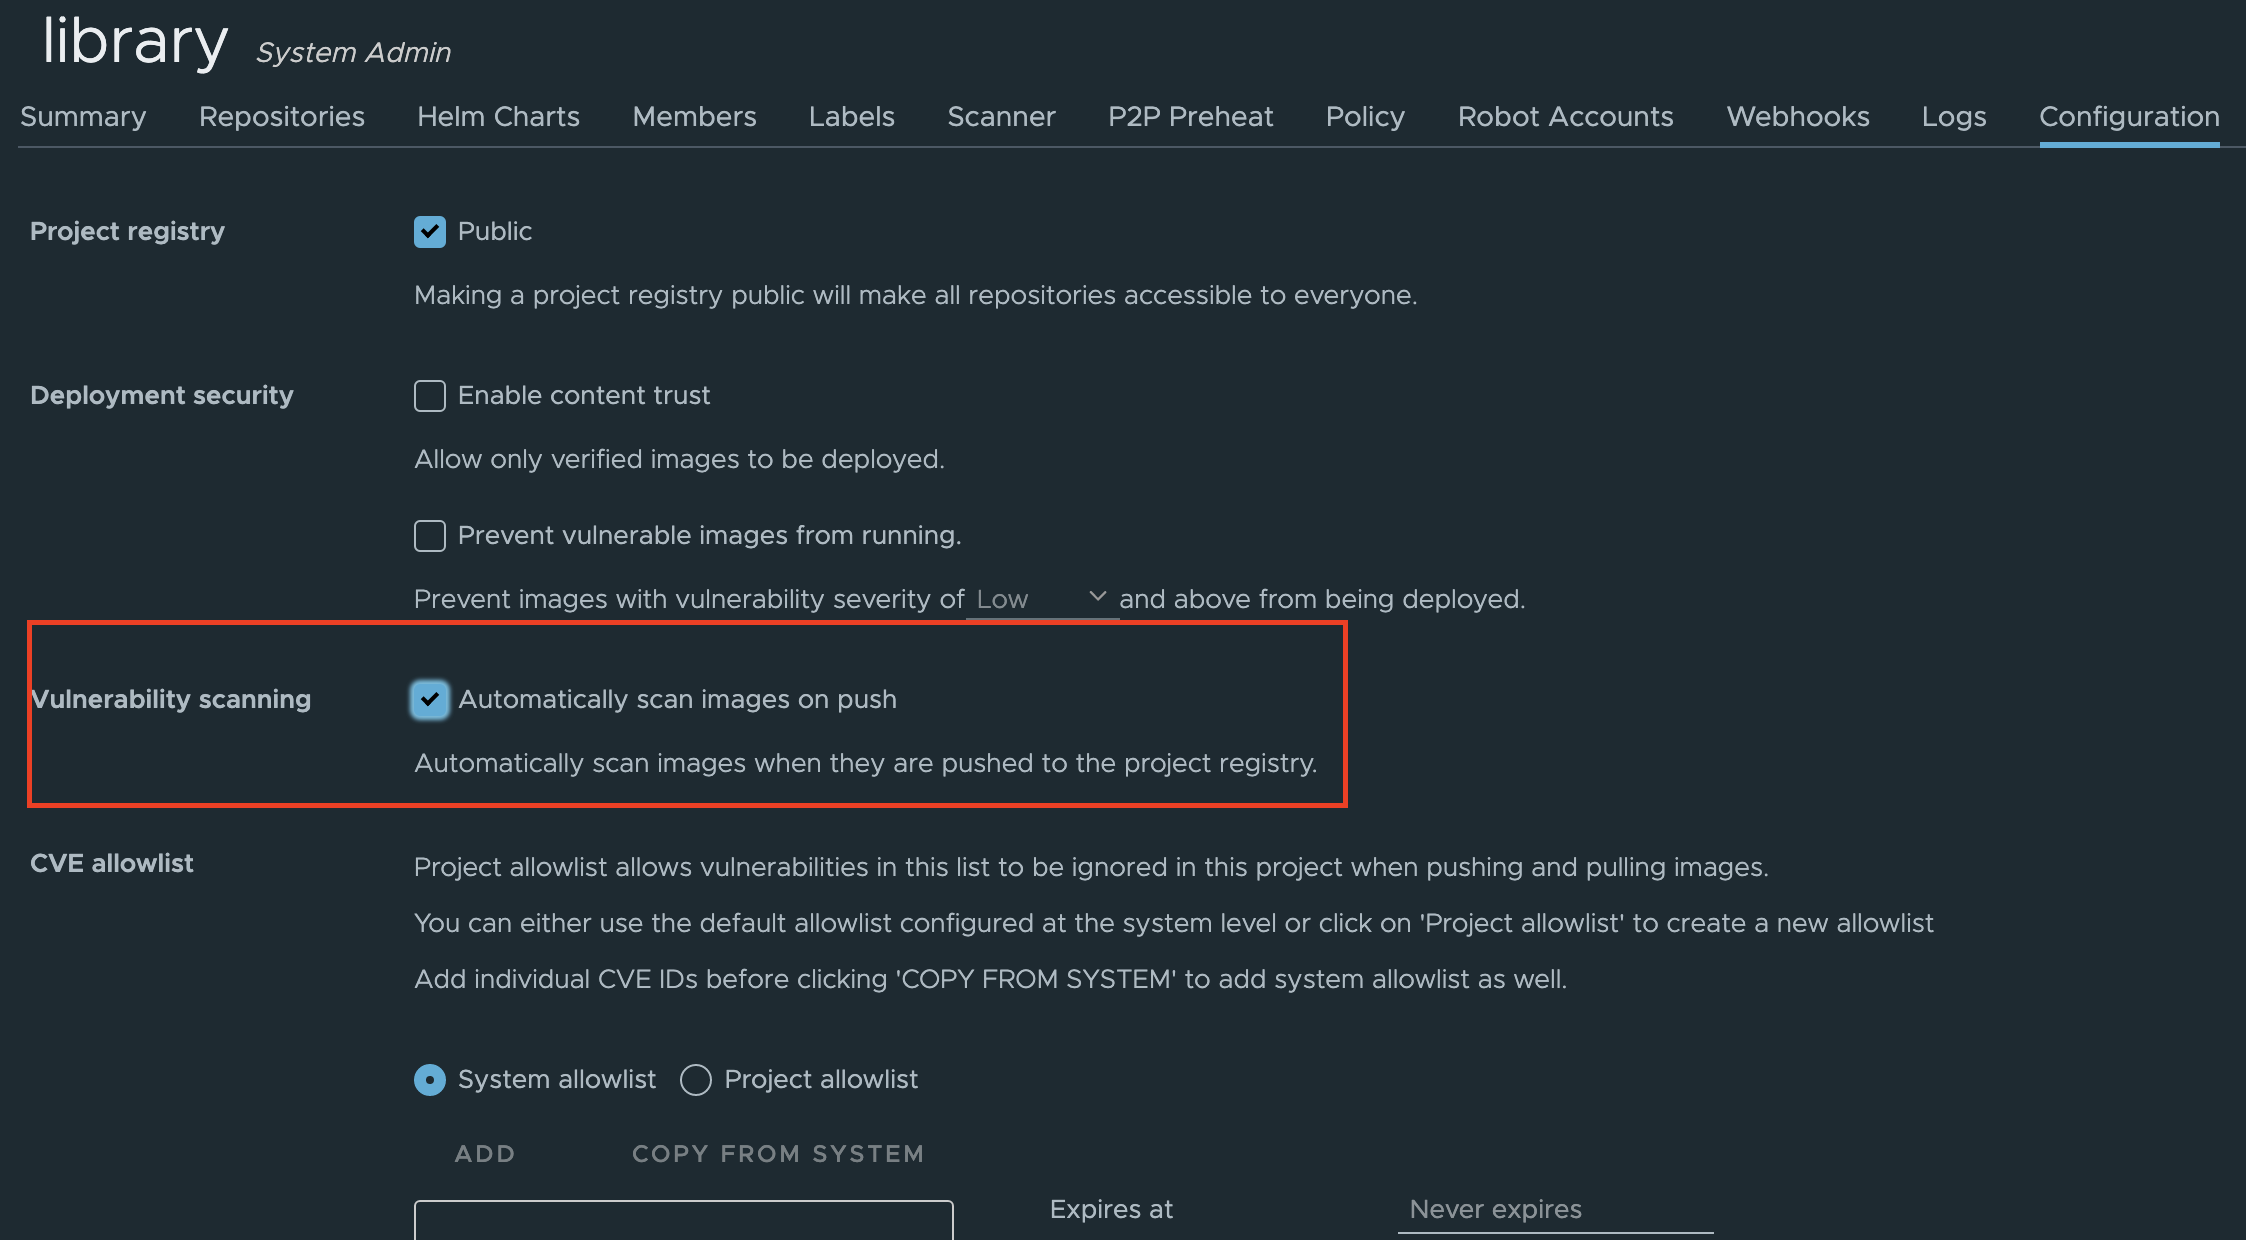 library System Admin
Summary Repositories Helm Charts Members Labels Scanner P2P Preheat Policy Robot Accounts Webhooks Logs Configuration
Project registry Public
Making a project registry public will make all repositories accessible to everyone.
Deployment security Enable content trust
Allow only verified images to be deployed.
Prevent vulnerable images from running.
Prevent images with vulnerability severity of Low and above from being deployed.
Vulnerability scanning Automatically scan images on push
Automatically scan images when they are pushed to the project registry.
CVE allowlist Project allowlist allows vulnerabilities in this list to be ignored in this project when pushing and pulling images.
You can either use the default allowlist configured at the system level or click on 'Project allowlist' to create a new allowlist
Add individual CVE IDs before clicking 'COPY FROM SYSTEM' to add system allowlist as well.
System allowlist Project allowlist
ADD COPY FROM SYSTEM
Expires at Never expires